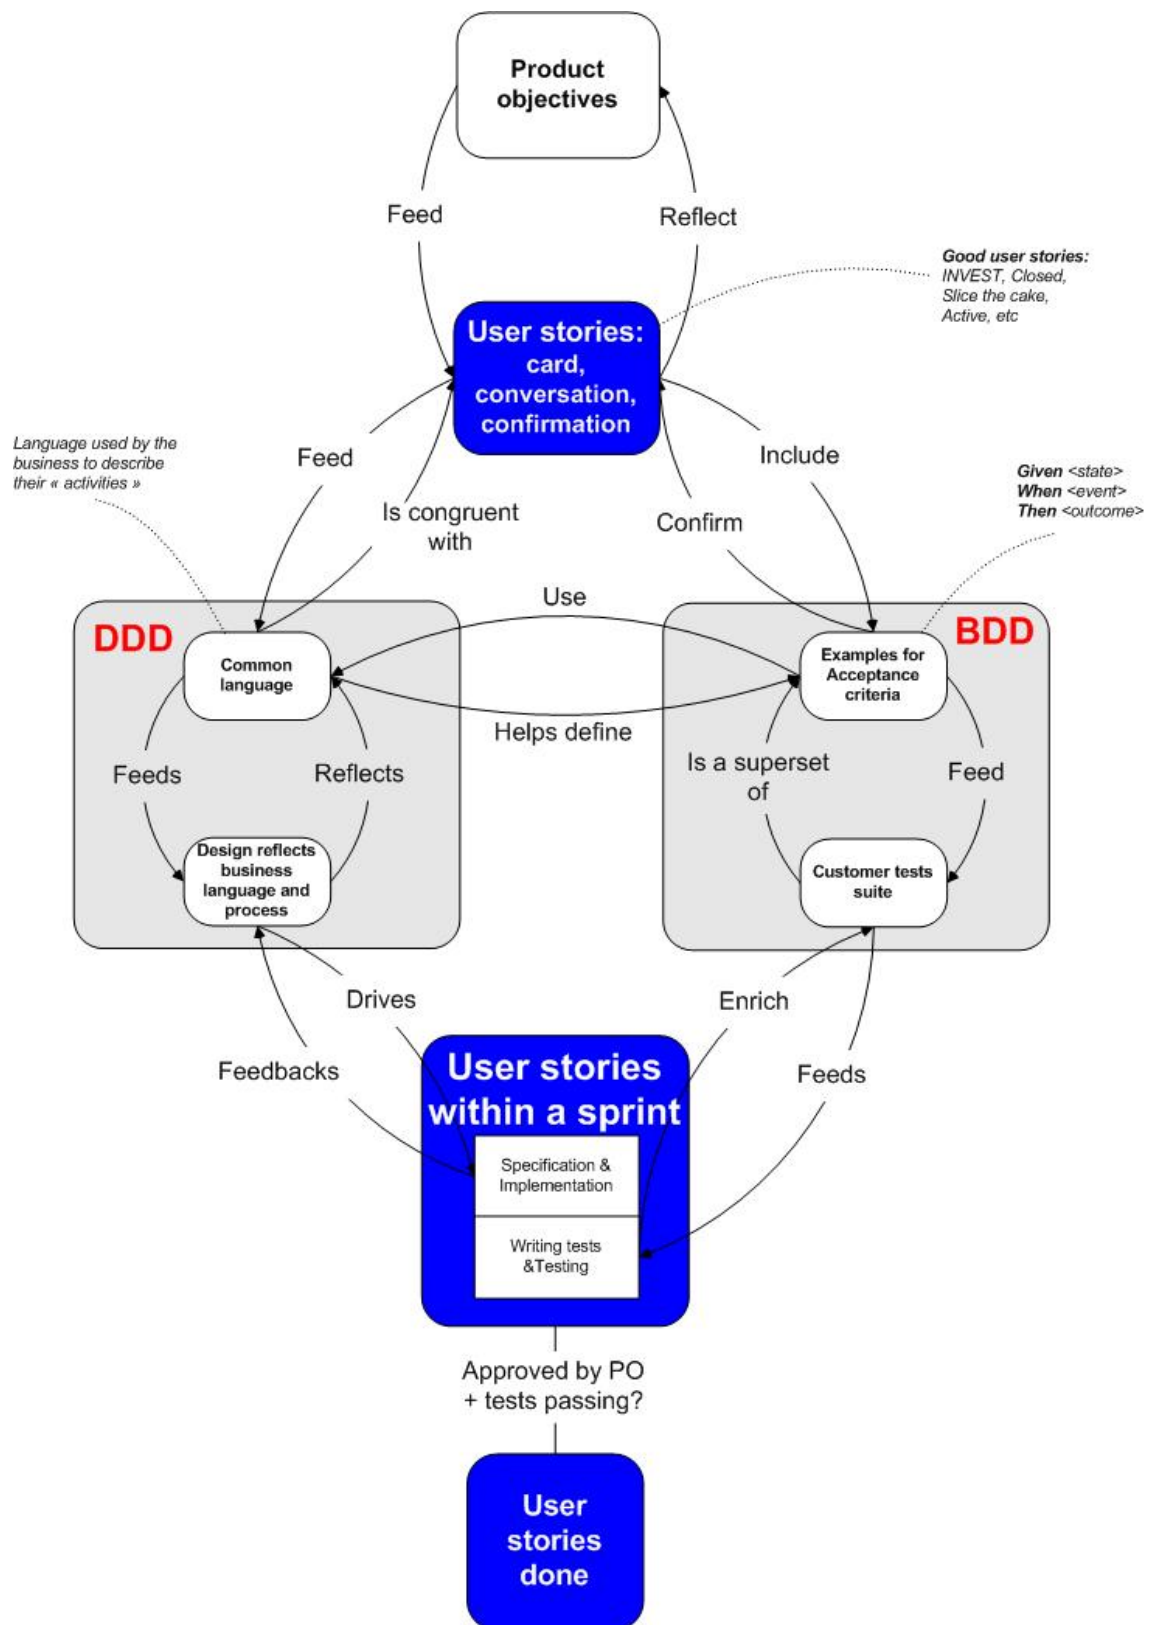 Product
objectives
Feed
Reflect
Good user stories:
INVEST, Closed,
Slice the cake,
Active, etc
User stories:
card,
conversation,
confirmation
Language used by the
business to describe
their « activities »
Feed
Include
Given <state>
When <event>
Then <outcome>
Is congruent
with
Confirm
Use
DDD
BDD
Common
language
Examples for
Acceptance
criteria
Helps define
Feeds
Reflects
Is a superset
of
Feed
Design reflects
business
language and
process
Customer tests
suite
Drives
Enrich
Feedbacks
Feeds
User stories
within a sprint
Specification &
Implementation
Writing tests
&Testing
Approved by PO
+ tests passing?
User
stories
done